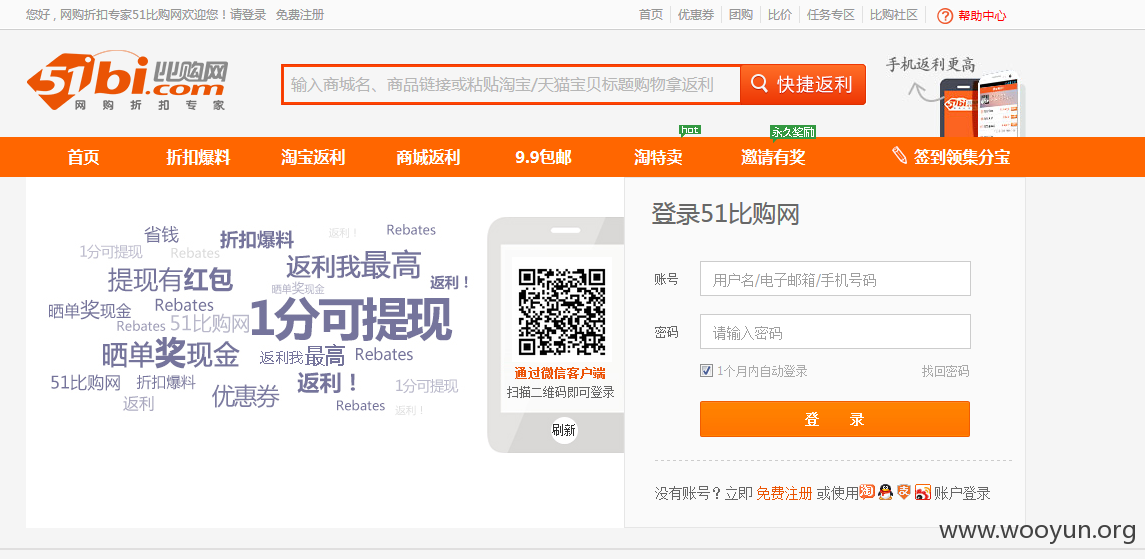 您好 , 网购折扣专家51比购网欢迎您！请登录 免费注册
首页 优惠券 团购 比价 任务专区 比购社区 帮助中心
51bi.com 比购网
网购折扣专家
输入商城名、商品链接或粘贴淘宝/天猫宝贝标题购物拿返利 快捷返利
手机返利更高
hot 永久奖励
首页 折扣爆料 淘宝返利 商城返利 9.9包邮 淘特卖 邀请有奖 签到领集分宝
省钱 折扣爆料 返利！ Rebates
1分可提现 Rebates 返利我最高
提现有红包 晒单奖现金 返利！
晒单奖现金 Rebates
Rebates 51比购网 1分可提现
晒单奖现金 返利我最高 Rebates
51比购网 折扣爆料 返利！ 1分可提现
返利 优惠券 Rebates 返利！
通过微信客户端
扫描二维码即可登录
刷新
登录51比购网
账号 用户名/电子邮箱/手机号码
密码 请输入密码
1个月内自动登录 找回密码
登 录
没有账号？立即 免费注册 或使用 账户登录
www.wooyun.org